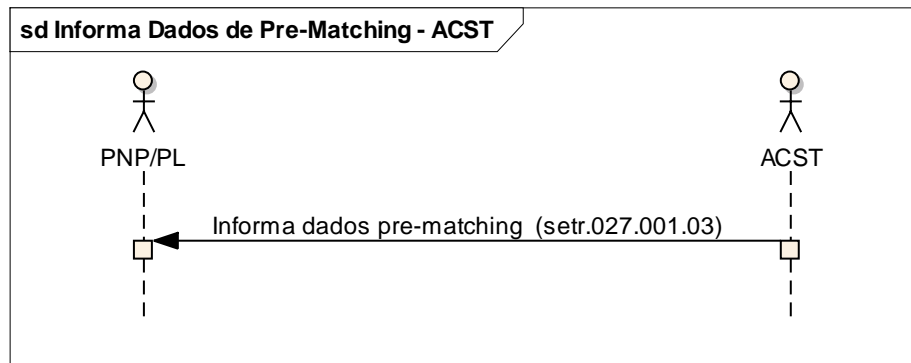 sd Informa Dados de Pre-Matching - ACST
PNP/PL
ACST
Informa dados pre-matching (setr.027.001.03)